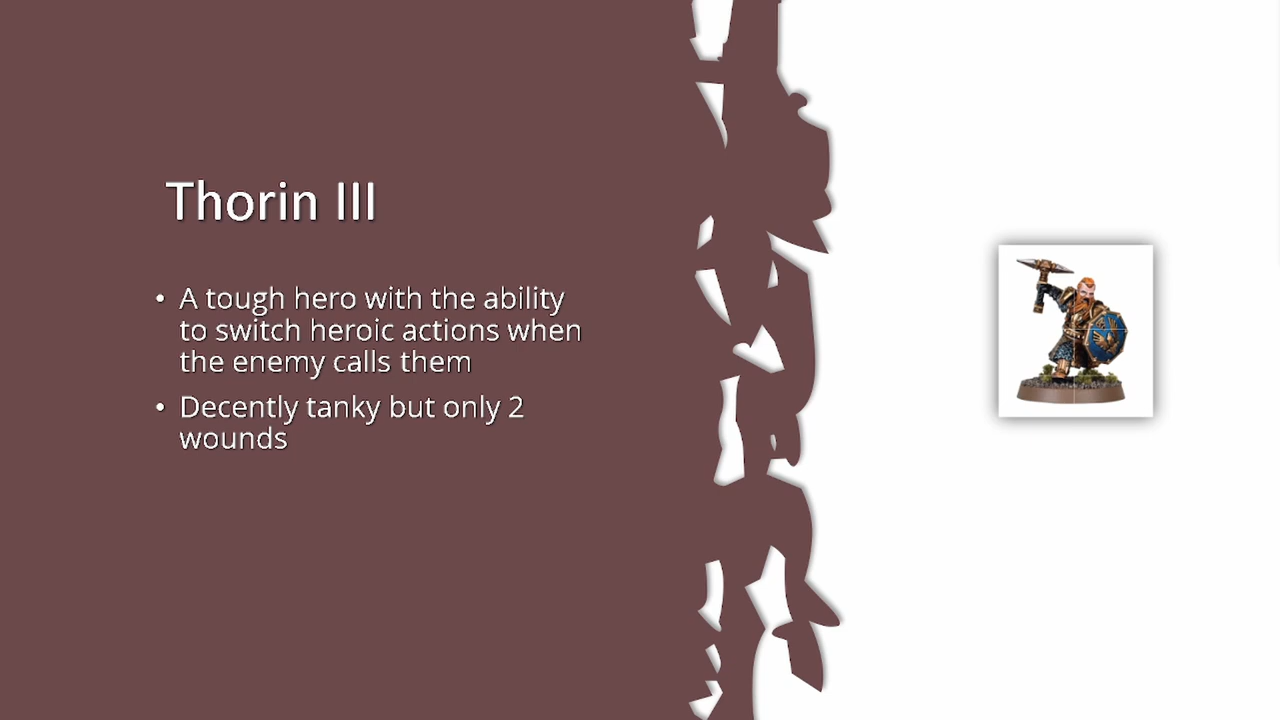 Thorin III
• A tough hero with the ability
to switch heroic actions when
the enemy calls them
• Decently tanky but only 2
wounds